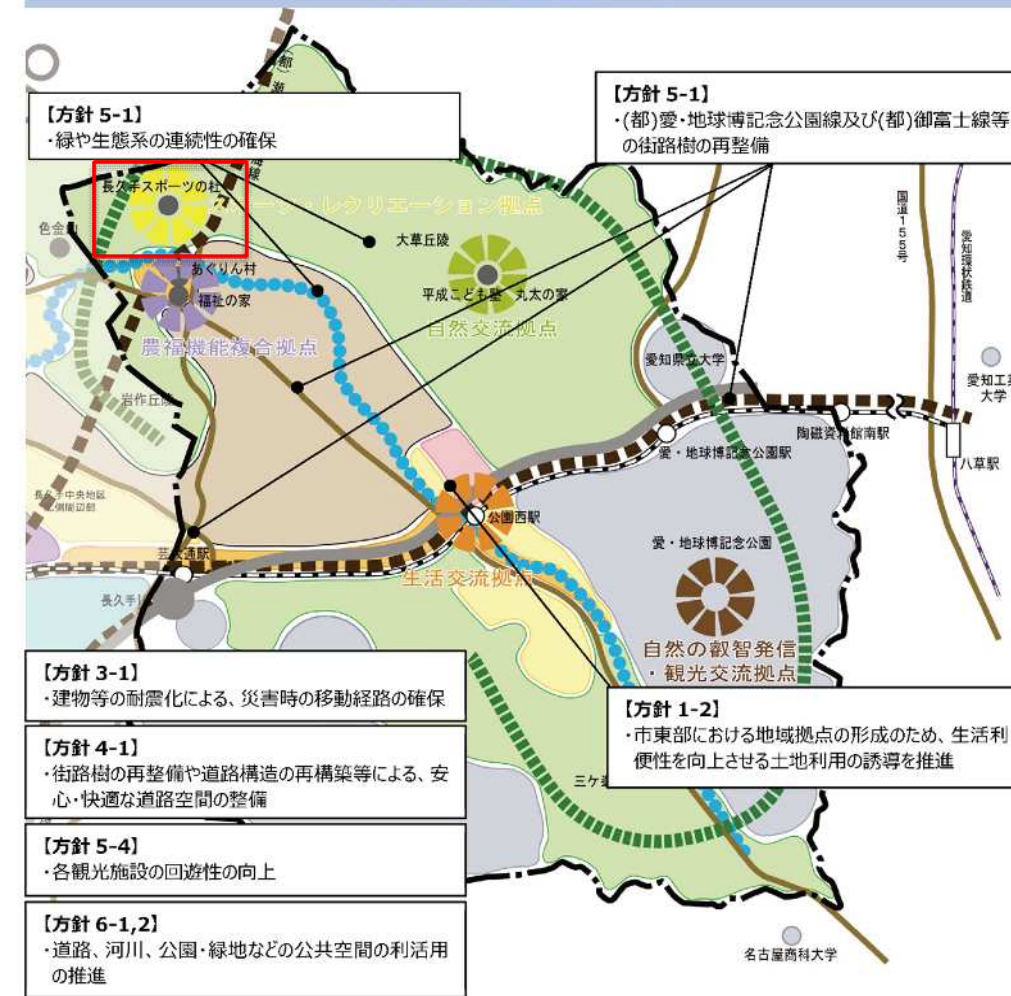 (都)
【方針 5-1】
・緑や生態系の連続性の確保
【方針 5-1】
・(都)愛・地球博記念公園線及び(都)御富士線等
の街路樹の再整備
長久手スポーツの杜
スポーツ・レクリエーション拠点
大草丘陵
国道155号
愛知環状鉄道
あぐりん村
福祉の家
平成こども塾
丸太の家
自然交流拠点
農福機能複合拠点
愛知県立大学
愛知工業
大学
岩作丘陵
陶磁資料館南駅
愛・地球博記念公園駅
八草駅
長久手中央地区
公園西駅
芸大通駅
愛・地球博記念公園
生活交流拠点
自然の叡智発信
・観光交流拠点
【方針 3-1】
・建物等の耐震化による、災害時の移動経路の確保
【方針 1-2】
・市東部における地域拠点の形成のため、生活利
便性を向上させる土地利用の誘導を推進
【方針 4-1】
・街路樹の再整備や道路構造の再構築等による、安
心・快適な道路空間の整備
【方針 5-4】
・各観光施設の回遊性の向上
【方針 6-1,2】
・道路、河川、公園・緑地などの公共空間の利活用
の推進
名古屋商科大学